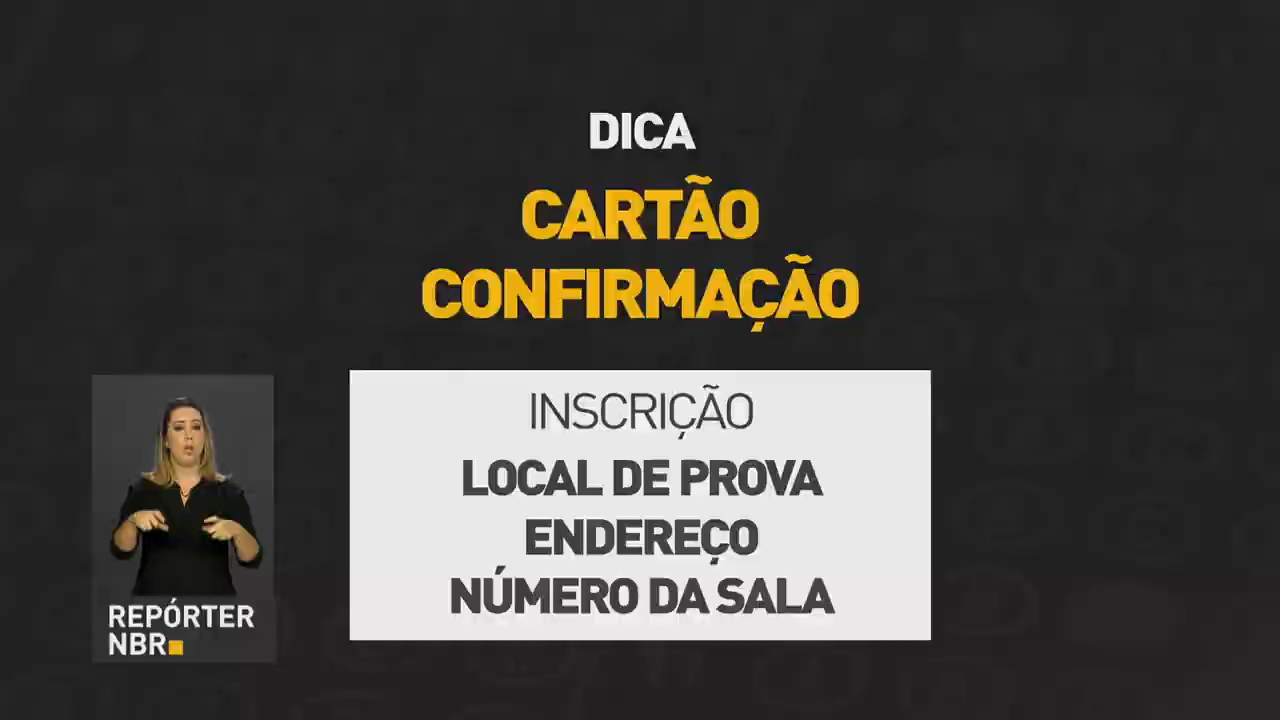 DICA
CARTÃO
CONFIRMAÇÃO
INSCRIÇÃO
LOCAL DE PROVA
ENDEREÇO
NÚMERO DA SALA
REPÓRTER
NBR